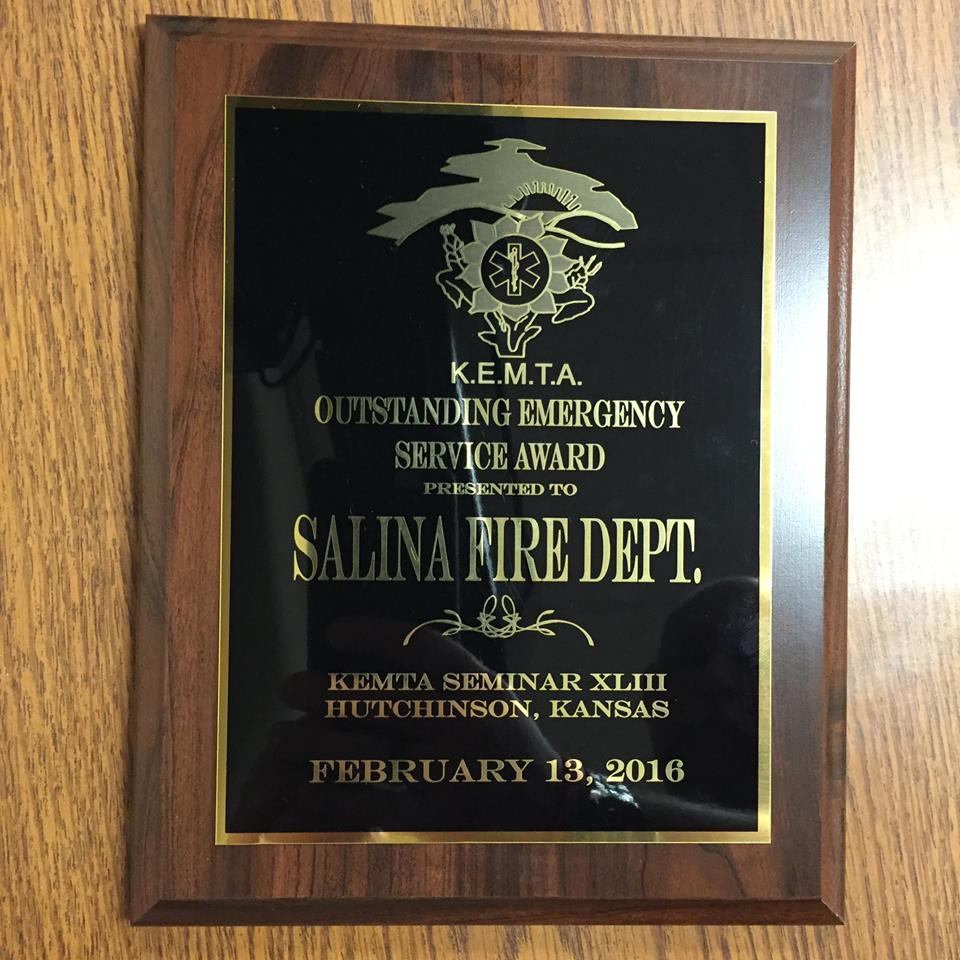 K.E.M.T.A.
OUTSTANDING EMERGENCY
SERVICE AWARD
PRESENTED TO
SALINA FIRE DEPT.
KEMTA SEMINAR XLIII
HUTCHINSON, KANSAS
FEBRUARY 13, 2016